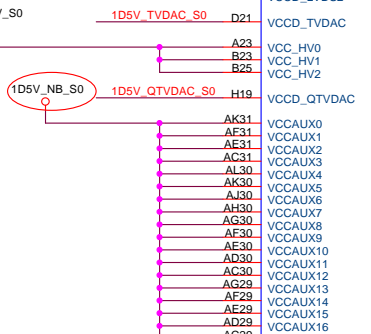 /_S0
1D5V_TVDAC_S0 D21 VCCD_TVDAC
A23 VCC_HV0
B23 VCC_HV1
B25 VCC_HV2
1D5V_NB_S0 1D5V_QTVDAC_S0 H19 VCCD_QTVDAC
AK31 VCCAUX0
AF31 VCCAUX1
AE31 VCCAUX2
AC31 VCCAUX3
AL30 VCCAUX4
AK30 VCCAUX5
AJ30 VCCAUX6
AH30 VCCAUX7
AG30 VCCAUX8
AF30 VCCAUX9
AE30 VCCAUX10
AD30 VCCAUX11
AC30 VCCAUX12
AG29 VCCAUX13
AF29 VCCAUX14
AE29 VCCAUX15
AD29 VCCAUX16